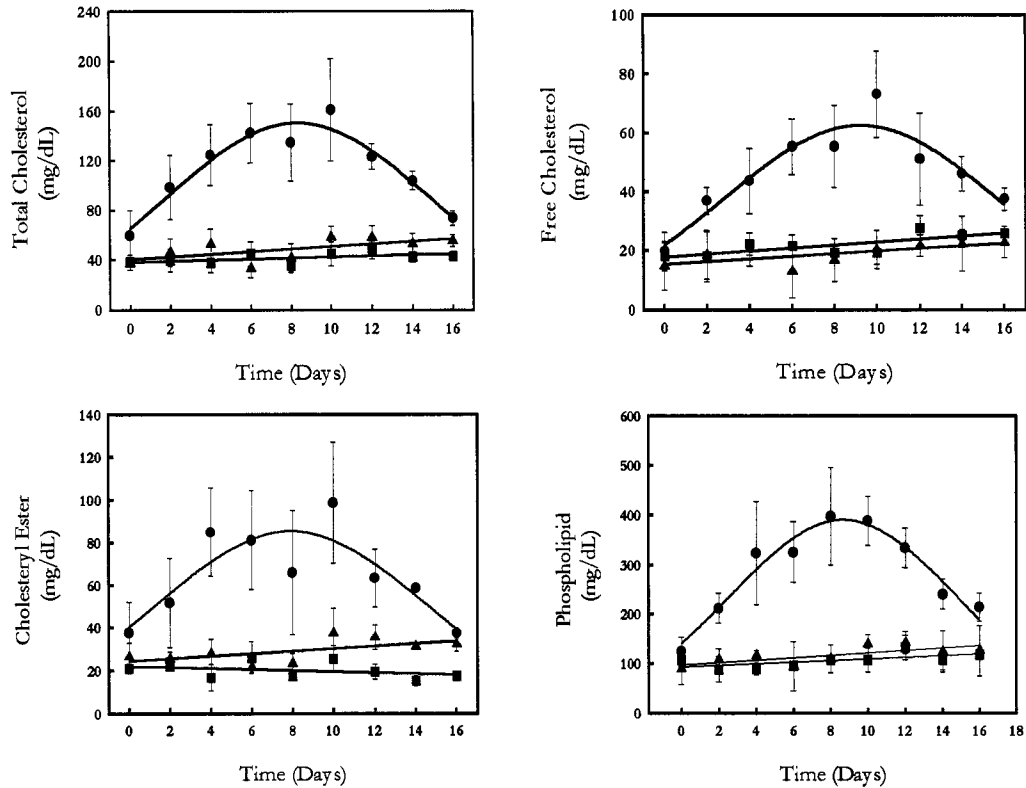 240
200
160
120
80
40
0
Total Cholesterol
(mg/dL)
0 2 4 6 8 10 12 14 16
Time (Days)
100
80
60
40
20
0
Free Cholesterol
(mg/dL)
0 2 4 6 8 10 12 14 16
Time (Days)
140
120
100
80
60
40
20
0
Cholesteryl Ester
(mg/dL)
0 2 4 6 8 10 12 14 16
Time (Days)
600
500
400
300
200
100
0
Phospholipid
(mg/dL)
0 2 4 6 8 10 12 14 16 18
Time (Days)